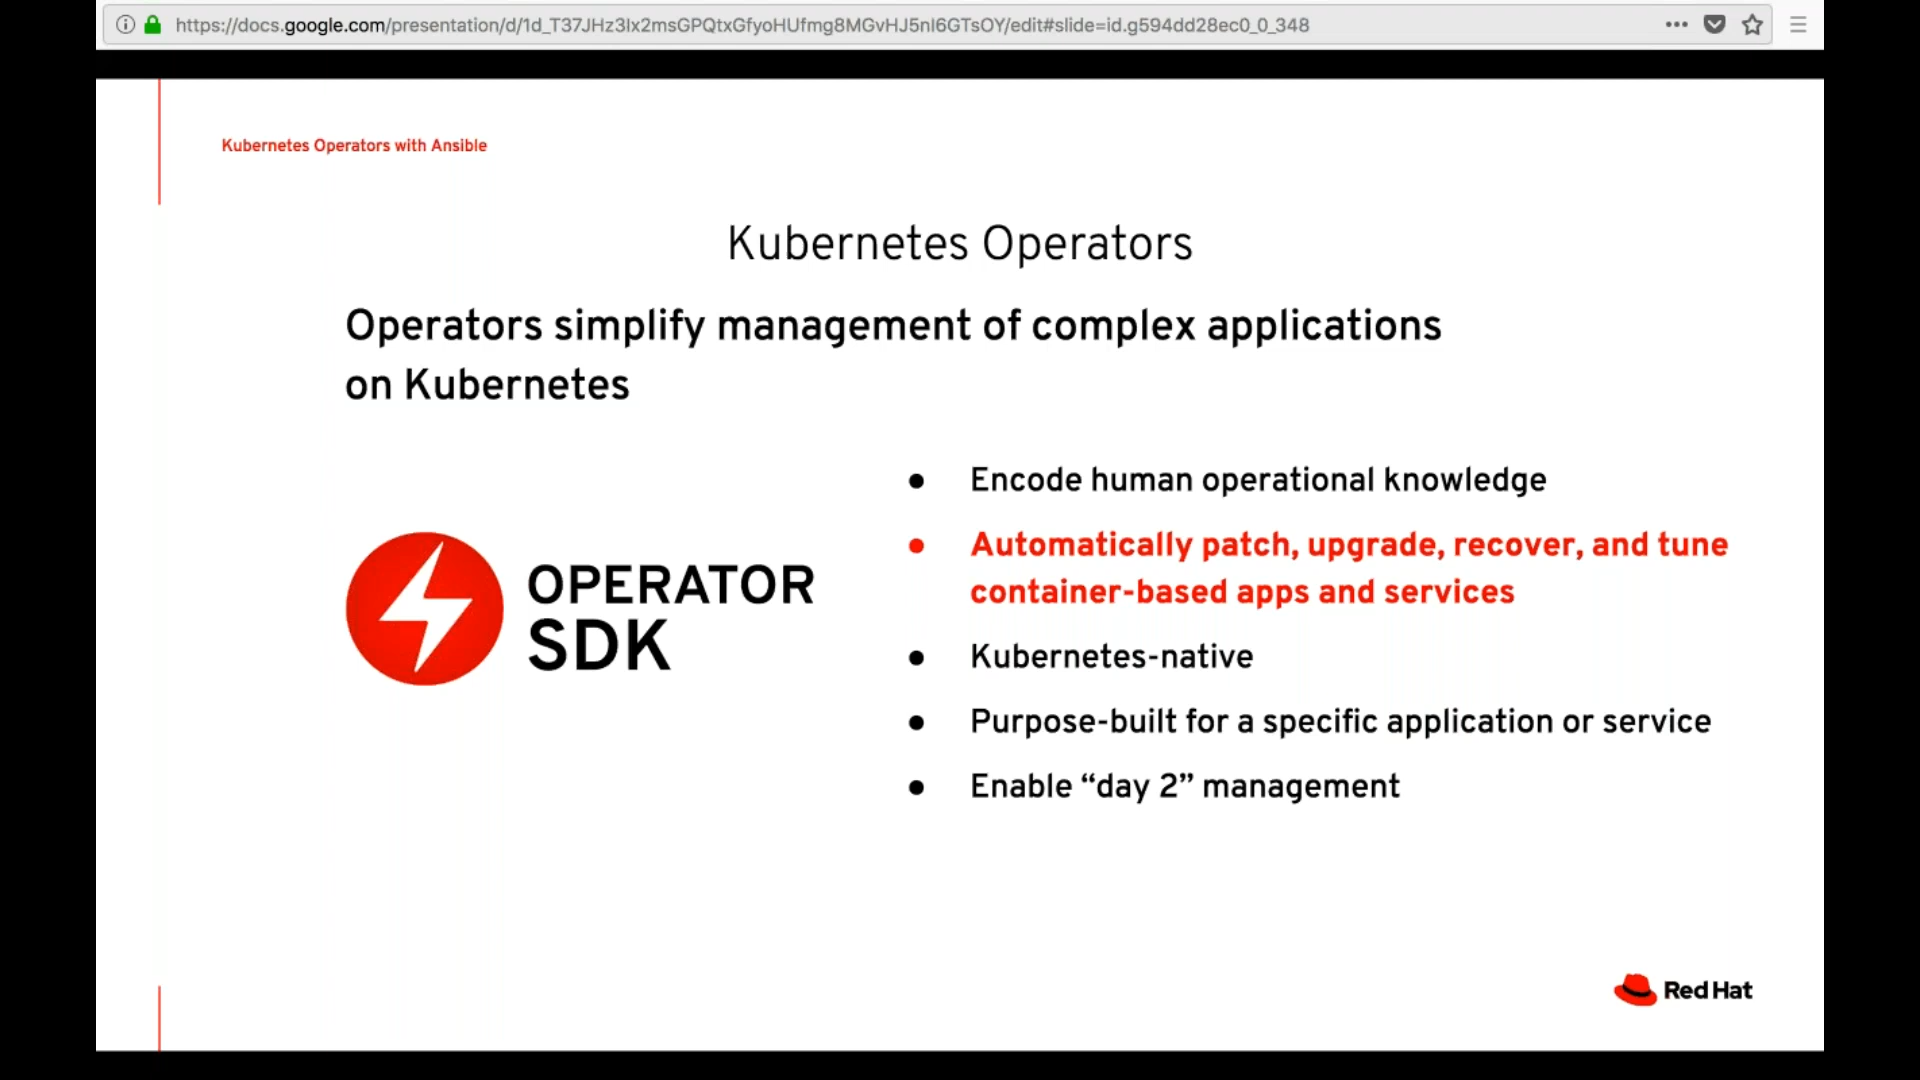 https://docs.google.com/presentation/d/1d_T37JHz3Ix2msGPQtxGfyoHUfmg8MGvHJ5nI6GTsOY/edit#slide=id.g594dd28ec0_0_348
Kubernetes Operators with Ansible
Kubernetes Operators
Operators simplify management of complex applications
on Kubernetes
OPERATOR
SDK
● Encode human operational knowledge
● Automatically patch, upgrade, recover, and tune
container-based apps and services
● Kubernetes-native
● Purpose-built for a specific application or service
● Enable “day 2” management
Red Hat